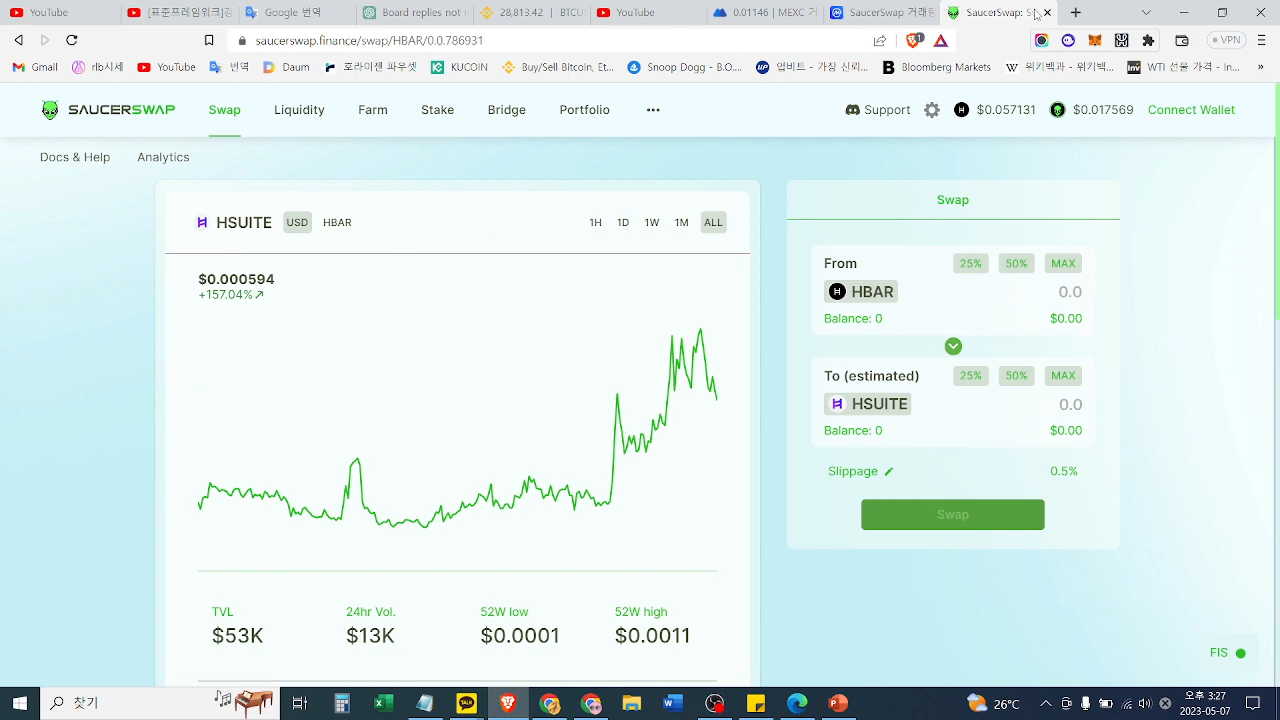 YouTube
[표준프레임워크]
Google 번역
Bond replies not
28,813.42 | BTCUS
YouTube
0.01146 | MEXC 거
SaucerSwap 거래트
SaucerSwap: S
saucerswap.finance/swap/HBAR/0.0.786931
VPN
Gmail
rlb시세
YouTube
번역
Daum
KUCOIN
Buy/Sell Bitcoin, Et...
Snoop Dogg - B.O....
업비트 - 가장 신뢰...
Bloomberg Markets
위키백과 - 위키백...
WTI 선물 가격 - In...
»
SAUCERSWAP
Swap
Liquidity
Farm
Stake
Bridge
Portfolio
Support
$0.057131
$0.017569
Connect Wallet
Docs & Help
Analytics
HSUITE
USD
HBAR
1H
1D
1W
1M
ALL
$0.000594
+157.04%
TVL
24hr Vol.
52W low
52W high
$53K
$13K
$0.0001
$0.0011
Swap
From
25%
50%
MAX
HBAR
0.0
Balance: 0
$0.00
To (estimated)
25%
50%
MAX
HSUITE
0.0
Balance: 0
$0.00
Slippage
0.5%
Swap
FIS
찾기
26°C
오후 3:27
2023-05-07